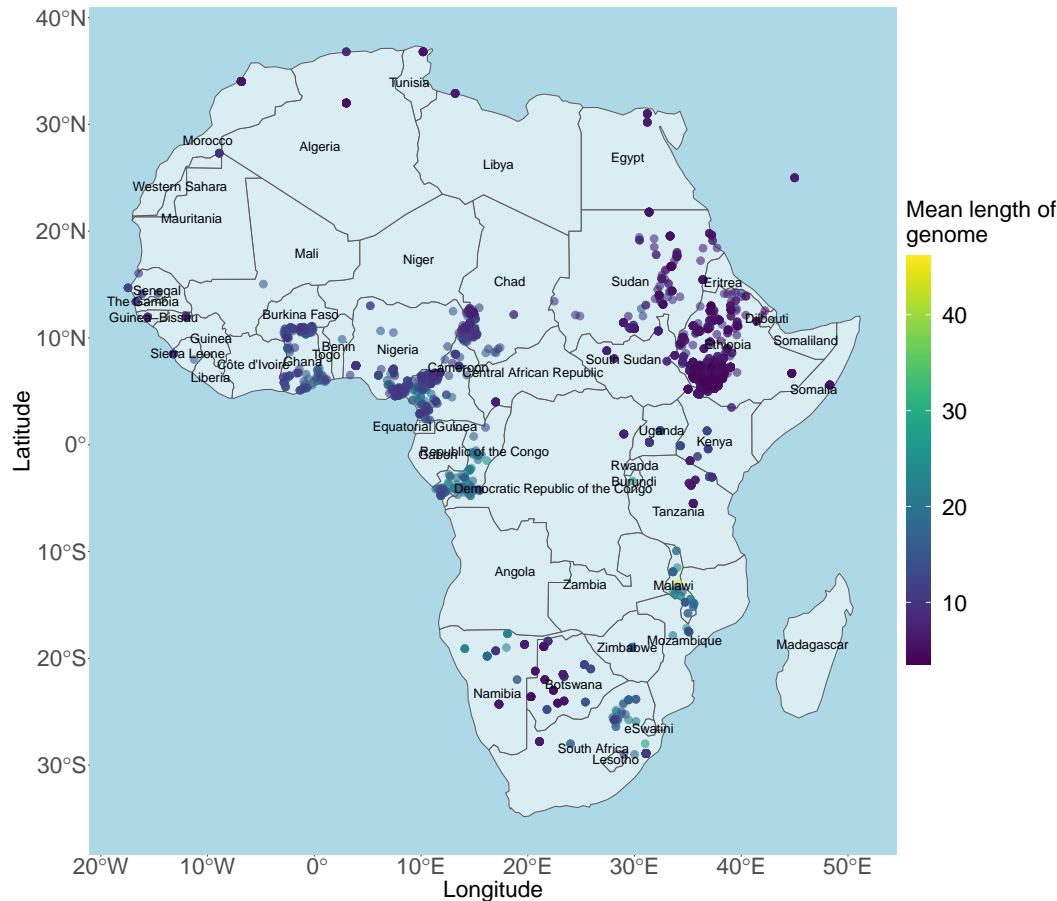 40°N
30°N
20°N
10°N
0°
10°S
20°S
30°S
Latitude
Tunisia
Morocco
Algeria
Libya
Egypt
Western Sahara
Mauritania
Mali
Niger
Chad
Sudan
Eritrea
Senegal
The Gambia
Guinea-Bissau
Burkina Faso
Djibouti
Guinea
Benin
Nigeria
Ethiopia
Somaliland
Sierra Leone
Côte d'Ivoire
Ghana
Togo
South Sudan
Cameroon
Central African Republic
Liberia
Somalia
Equatorial Guinea
Uganda
Kenya
Republic of the Congo
Gabon
Rwanda
Burundi
Democratic Republic of the Congo
Tanzania
Angola
Zambia
Malawi
Mozambique
Zimbabwe
Madagascar
Namibia
Botswana
eSwatini
South Africa
Lesotho
20°W
10°W
0°
10°E
20°E
30°E
40°E
50°E
Longitude
Mean length of
genome
40
30
20
10